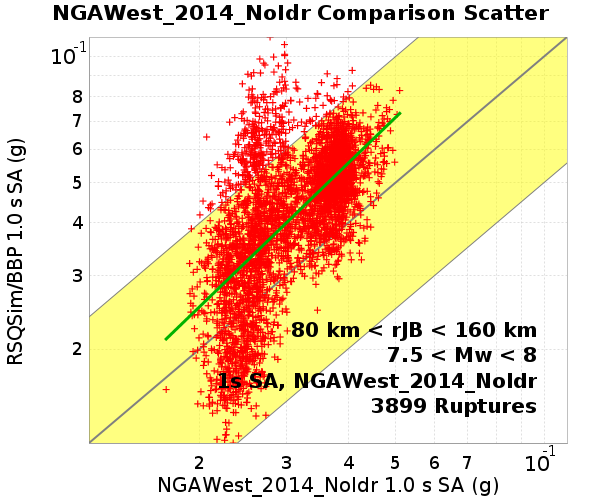 NGAWest_2014_NoIdr Comparison Scatter
10-1
8
7
6
5
4
3
2
RSQSim/BBP 1.0 s SA (g)
80 km < rJB < 160 km
7.5 < Mw < 8
1s SA, NGAWest_2014_NoIdr
3899 Ruptures
2 3 4 5 6 7 8 10-1
NGAWest_2014_NoIdr 1.0 s SA (g)